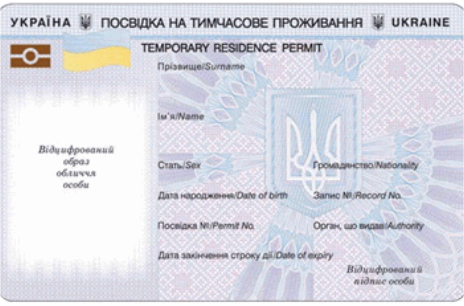 УКРАЇНА ПОСВІДКА НА ТИМЧАСОВЕ ПРОЖИВАННЯ UKRAINE
TEMPORARY RESIDENCE PERMIT
Прізвище/Surname
Ім'я/Name
Відцифрований
образ
обличчя
особи
Стать/Sex Громадянство/Nationality
Дата народження/Date of birth Запис №/Record No.
Посвідка №/Permit No. Орган, що видав/Authority
Дата закінчення строку дії/Date of expiry
Відцифрований
підпис особи